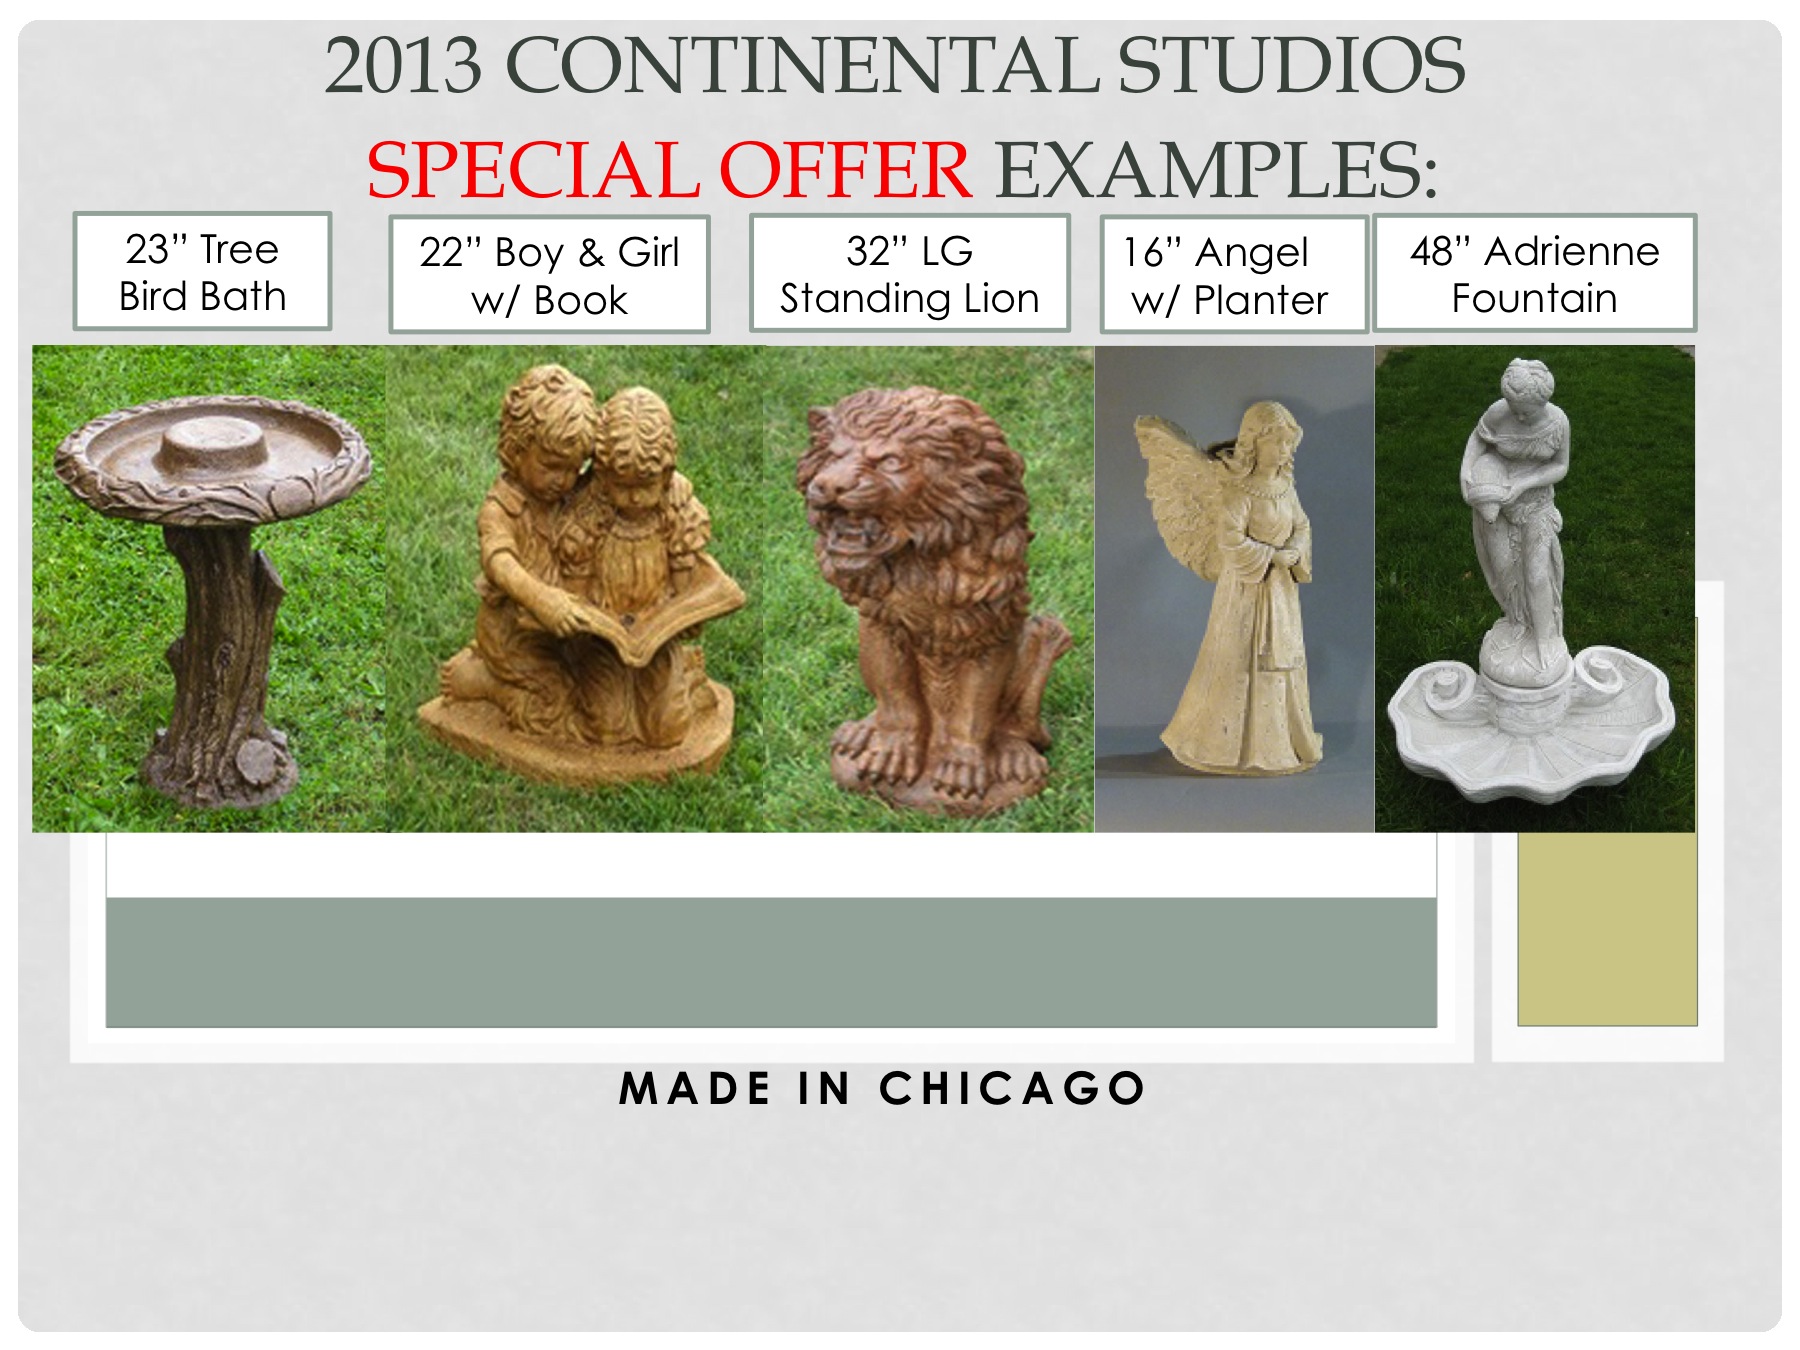 2013 CONTINENTAL STUDIOS
SPECIAL OFFER EXAMPLES:
23” Tree
Bird Bath
22” Boy & Girl
w/ Book
32” LG
Standing Lion
16” Angel
w/ Planter
48” Adrienne
Fountain
MADE IN CHICAGO